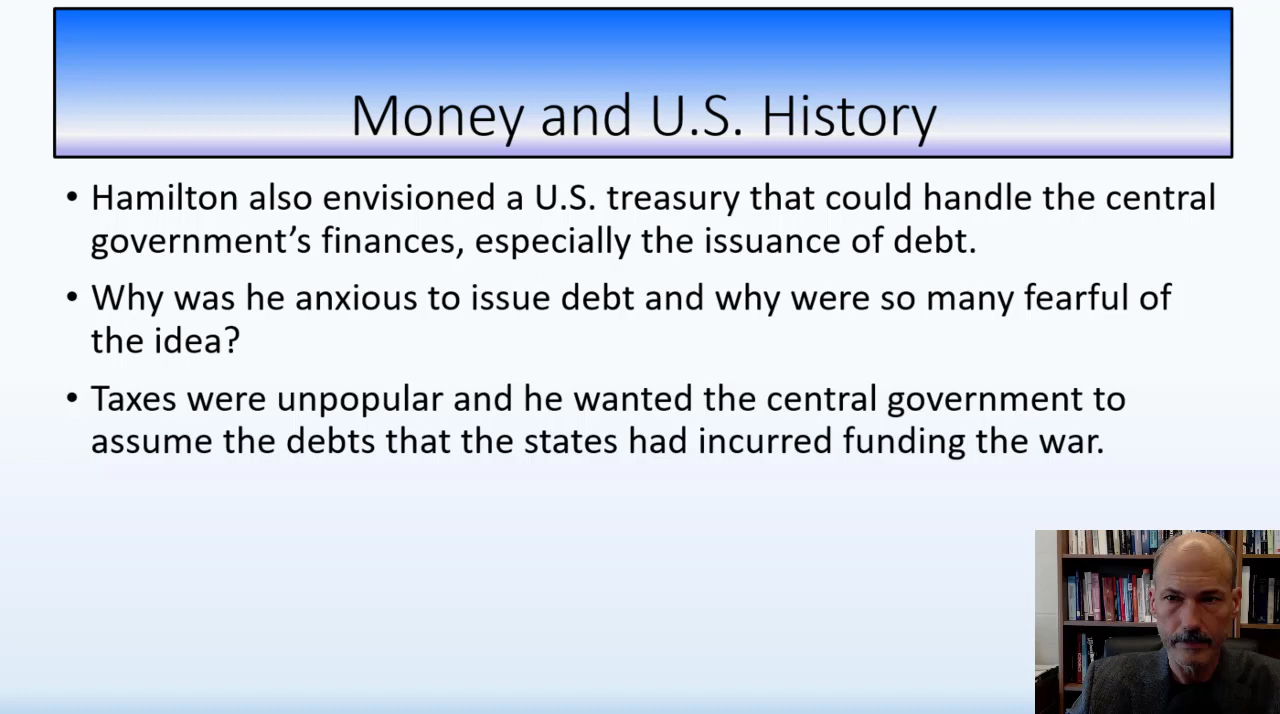 Money and U.S. History
• Hamilton also envisioned a U.S. treasury that could handle the central
government’s finances, especially the issuance of debt.
• Why was he anxious to issue debt and why were so many fearful of
the idea?
• Taxes were unpopular and he wanted the central government to
assume the debts that the states had incurred funding the war.